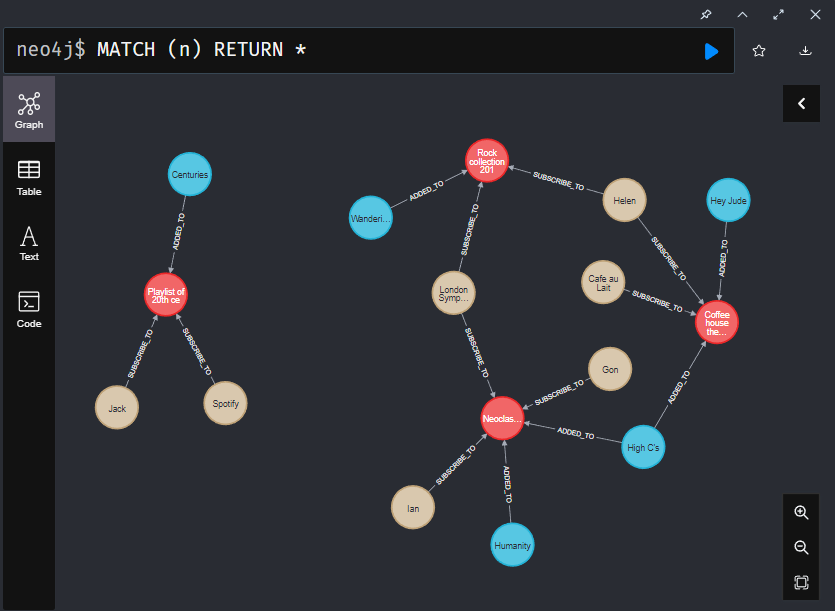 neo4j$ MATCH (n) RETURN *
Graph
Table
Text
Code
Centuries
ADDED_TO
Playlist of
20th ce
SUBSCRIBE_TO
SUBSCRIBE_TO
Jack
Spotify
Rock
collection
201
ADDED_TO
Wanderi...
SUBSCRIBE_TO
SUBSCRIBE_TO
Helen
Hey Jude
SUBSCRIBE_TO
ADDED_TO
Cafe au
Lait
SUBSCRIBE_TO
London
Symp...
Coffee
house
the...
SUBSCRIBE_TO
Gon
SUBSCRIBE_TO
ADDED_TO
Neoclas...
ADDED_TO
High C's
SUBSCRIBE_TO
ADDED_TO
Ian
Humanity